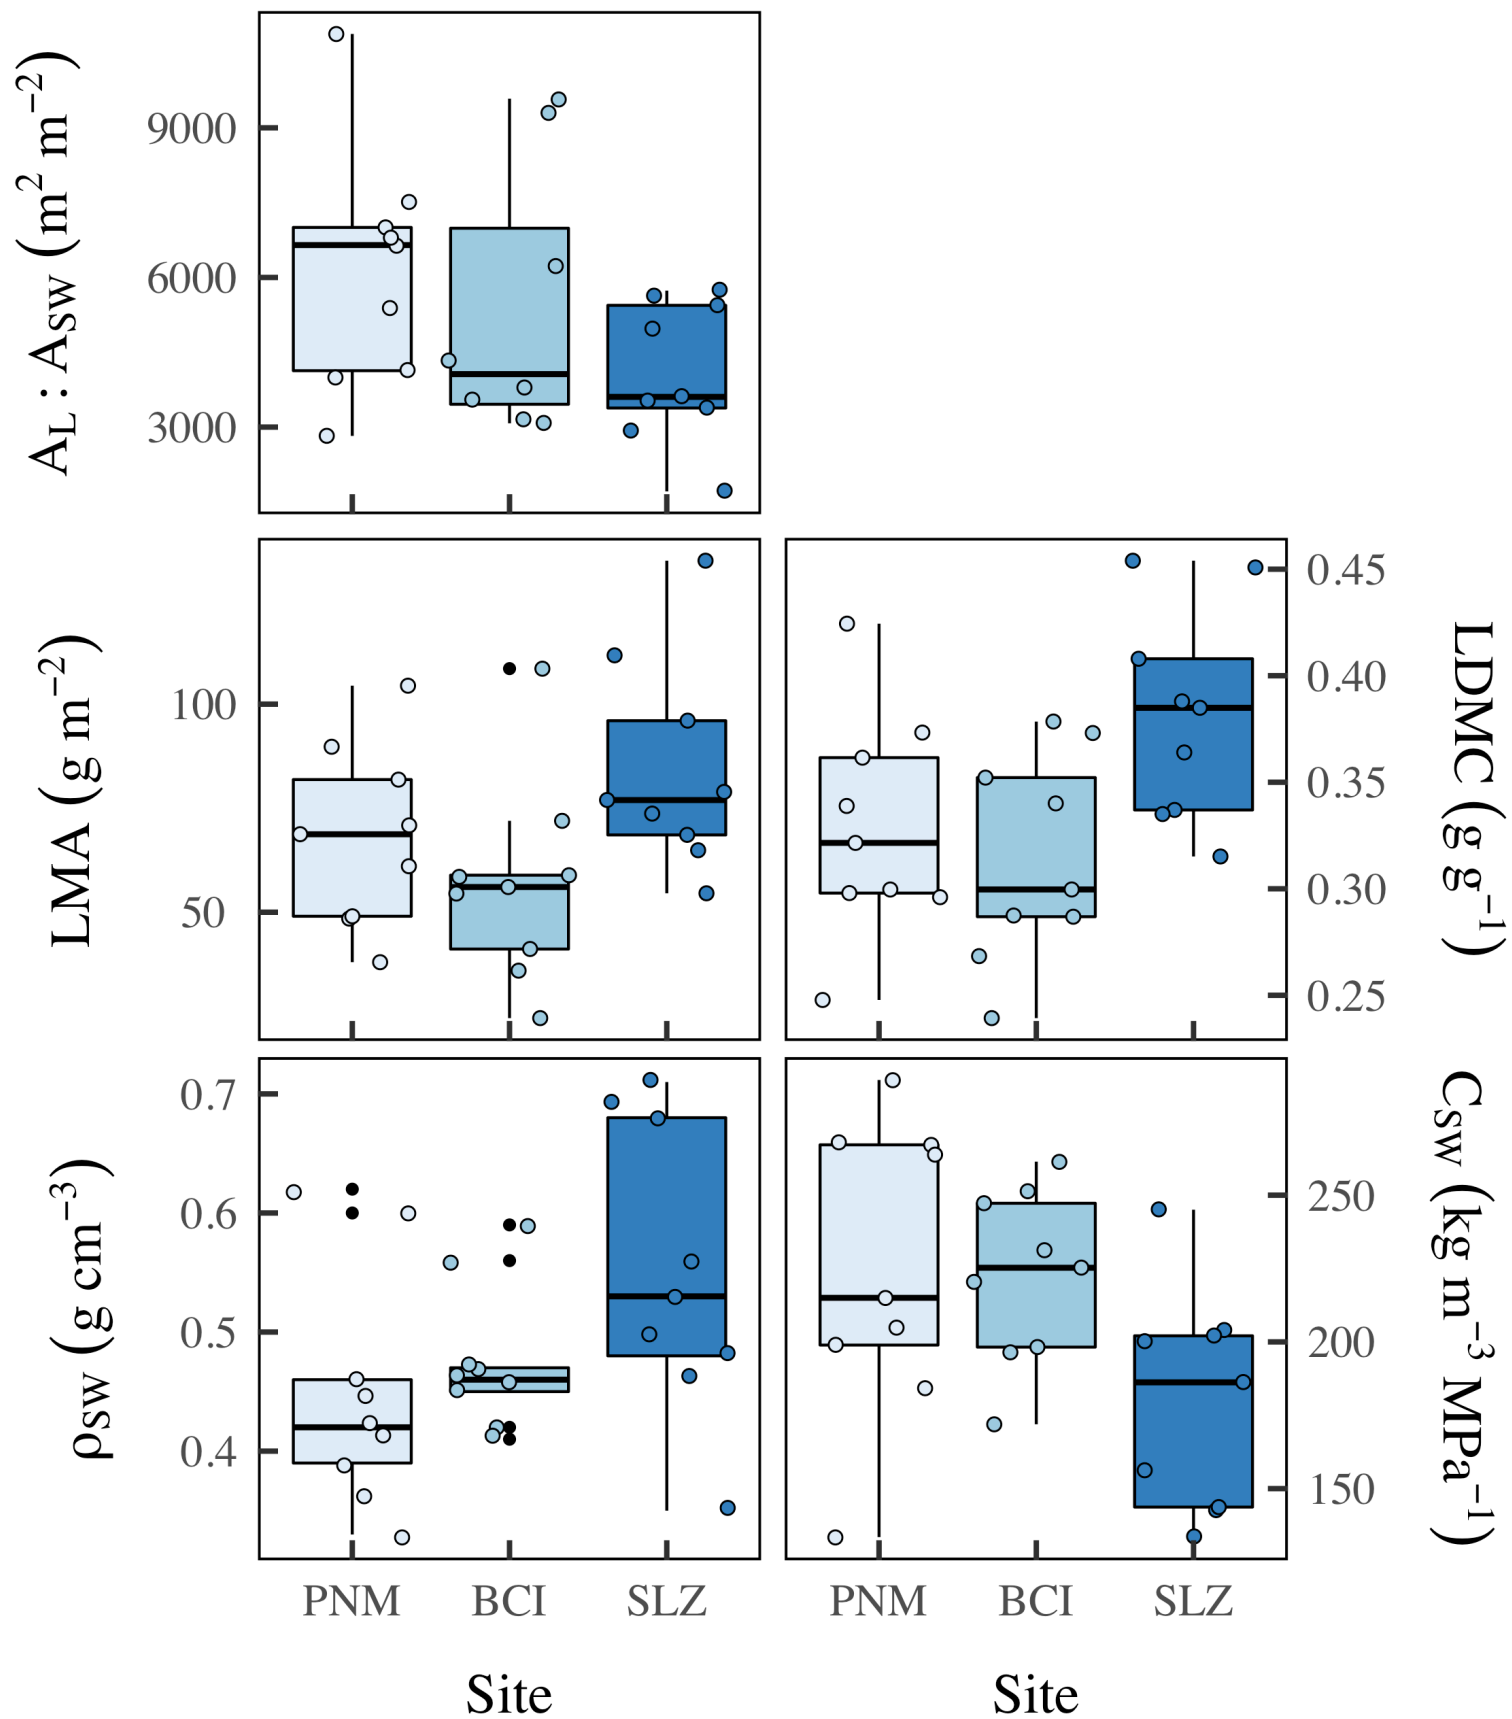 A_L : A_SW (m² m⁻²)
9000
6000
3000
LMA (g m⁻²)
100
50
0.45
0.40
0.35
0.30
0.25
LDMC (g g⁻¹)
ρ_SW (g cm⁻³)
0.7
0.6
0.5
0.4
250
200
150
C_SW (kg m⁻³ MPa⁻¹)
PNM BCI SLZ
PNM BCI SLZ
Site
Site